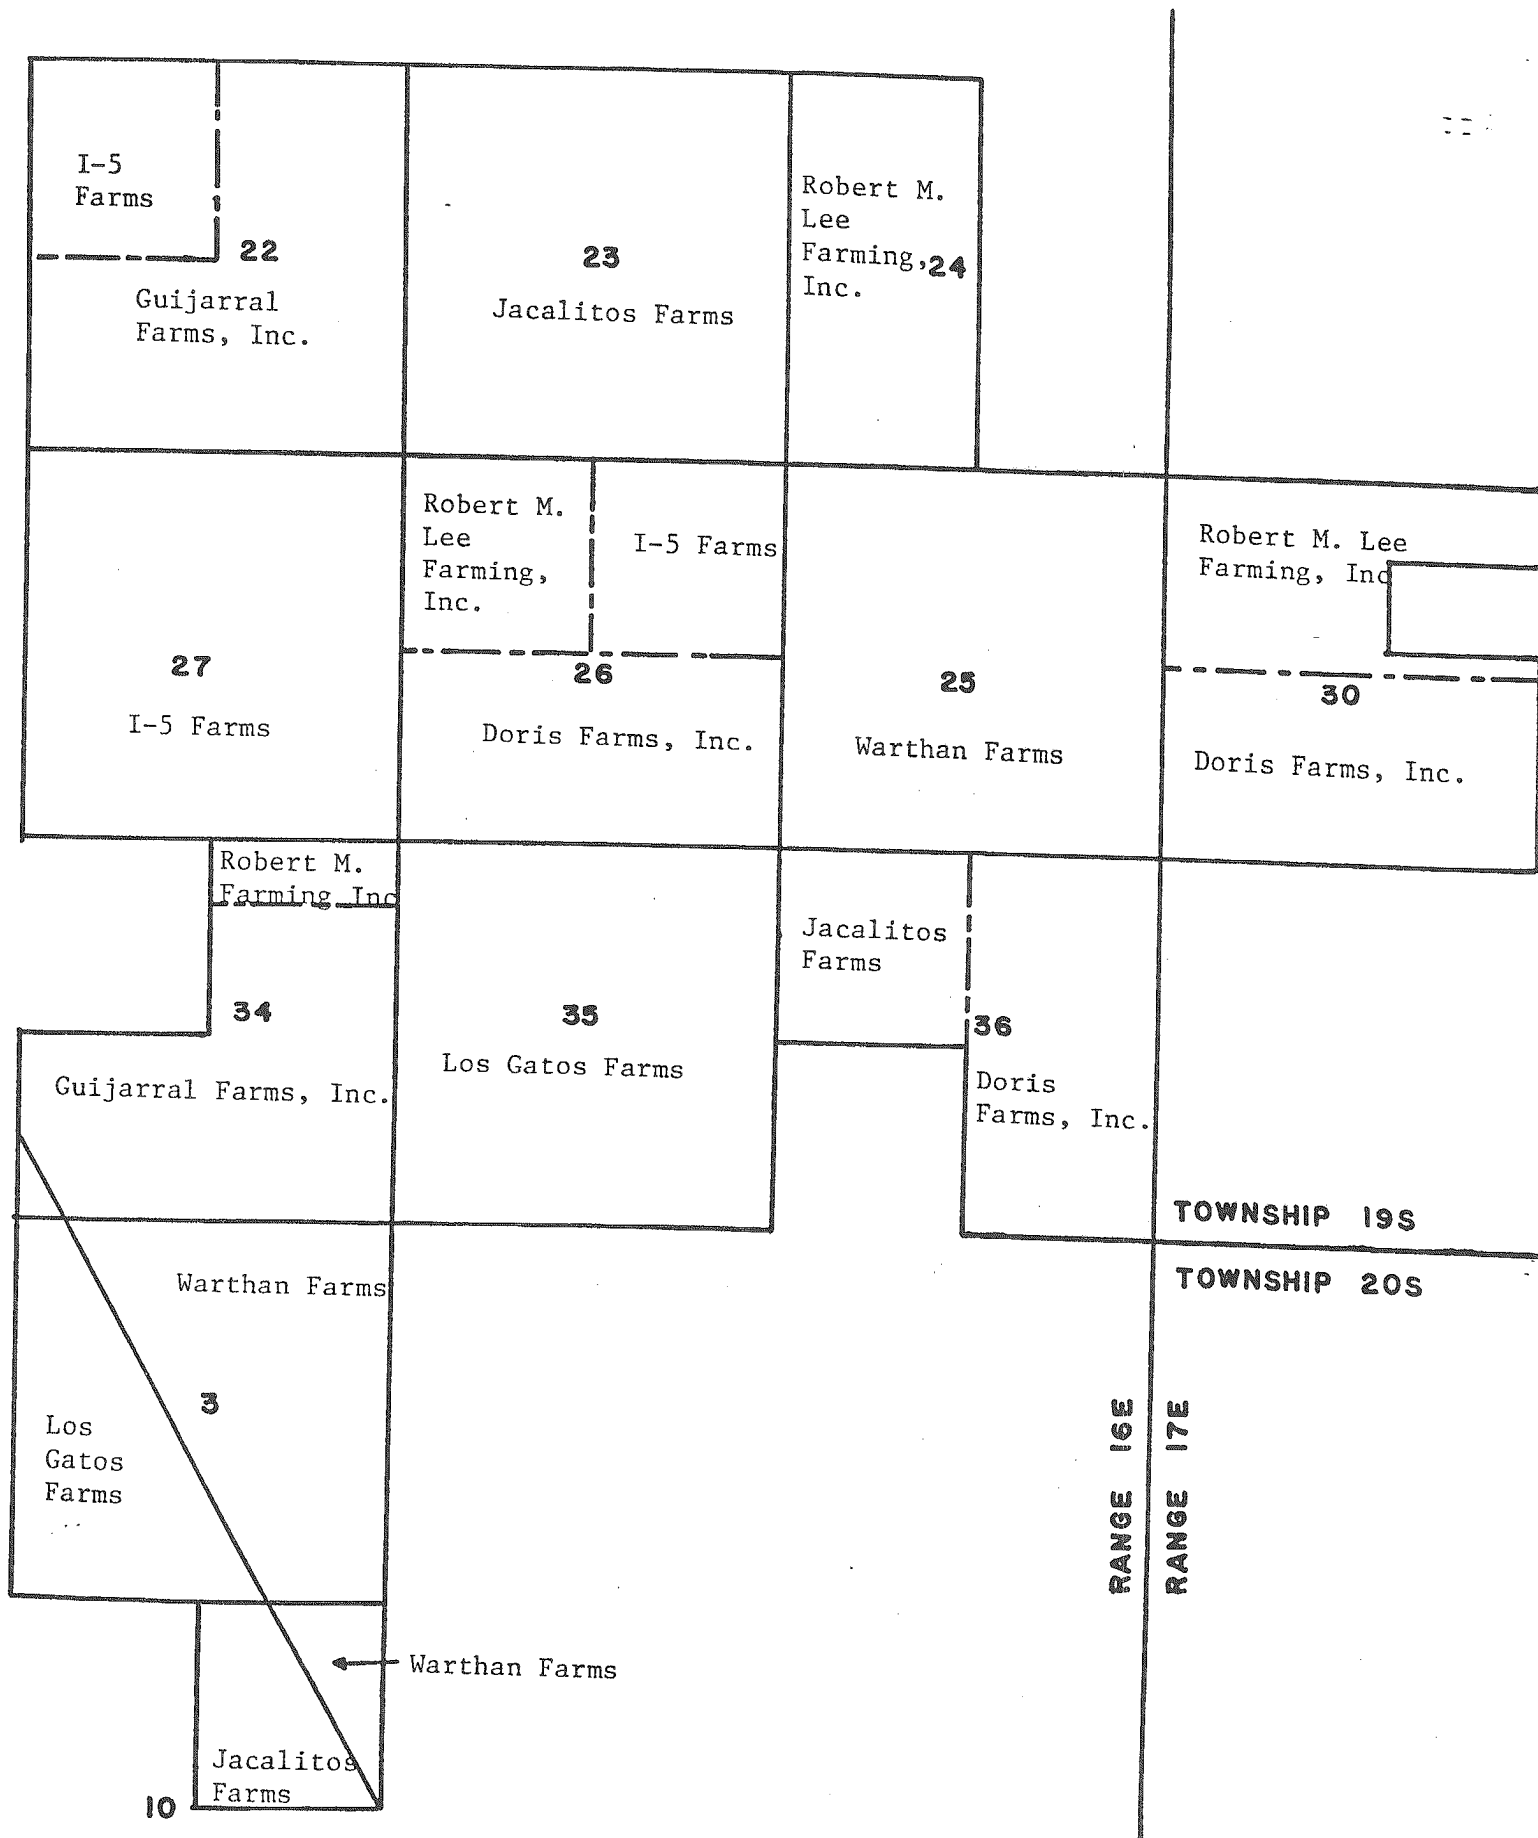 I-5
Farms
22
Guijarral
Farms, Inc.
23
Jacalitos Farms
Robert M.
Lee
Farming,
Inc.
24
27
I-5 Farms
Robert M.
Lee
Farming,
Inc.
I-5 Farms
26
Doris Farms, Inc.
25
Warthan Farms
Robert M. Lee
Farming, Inc
30
Doris Farms, Inc.
Robert M.
Farming Inc
34
Guijarral Farms, Inc.
35
Los Gatos Farms
Jacalitos
Farms
36
Doris
Farms, Inc.
TOWNSHIP 19S
TOWNSHIP 20S
Warthan Farms
3
Los
Gatos
Farms
RANGE 16E
RANGE 17E
Warthan Farms
Jacalitos
Farms
10